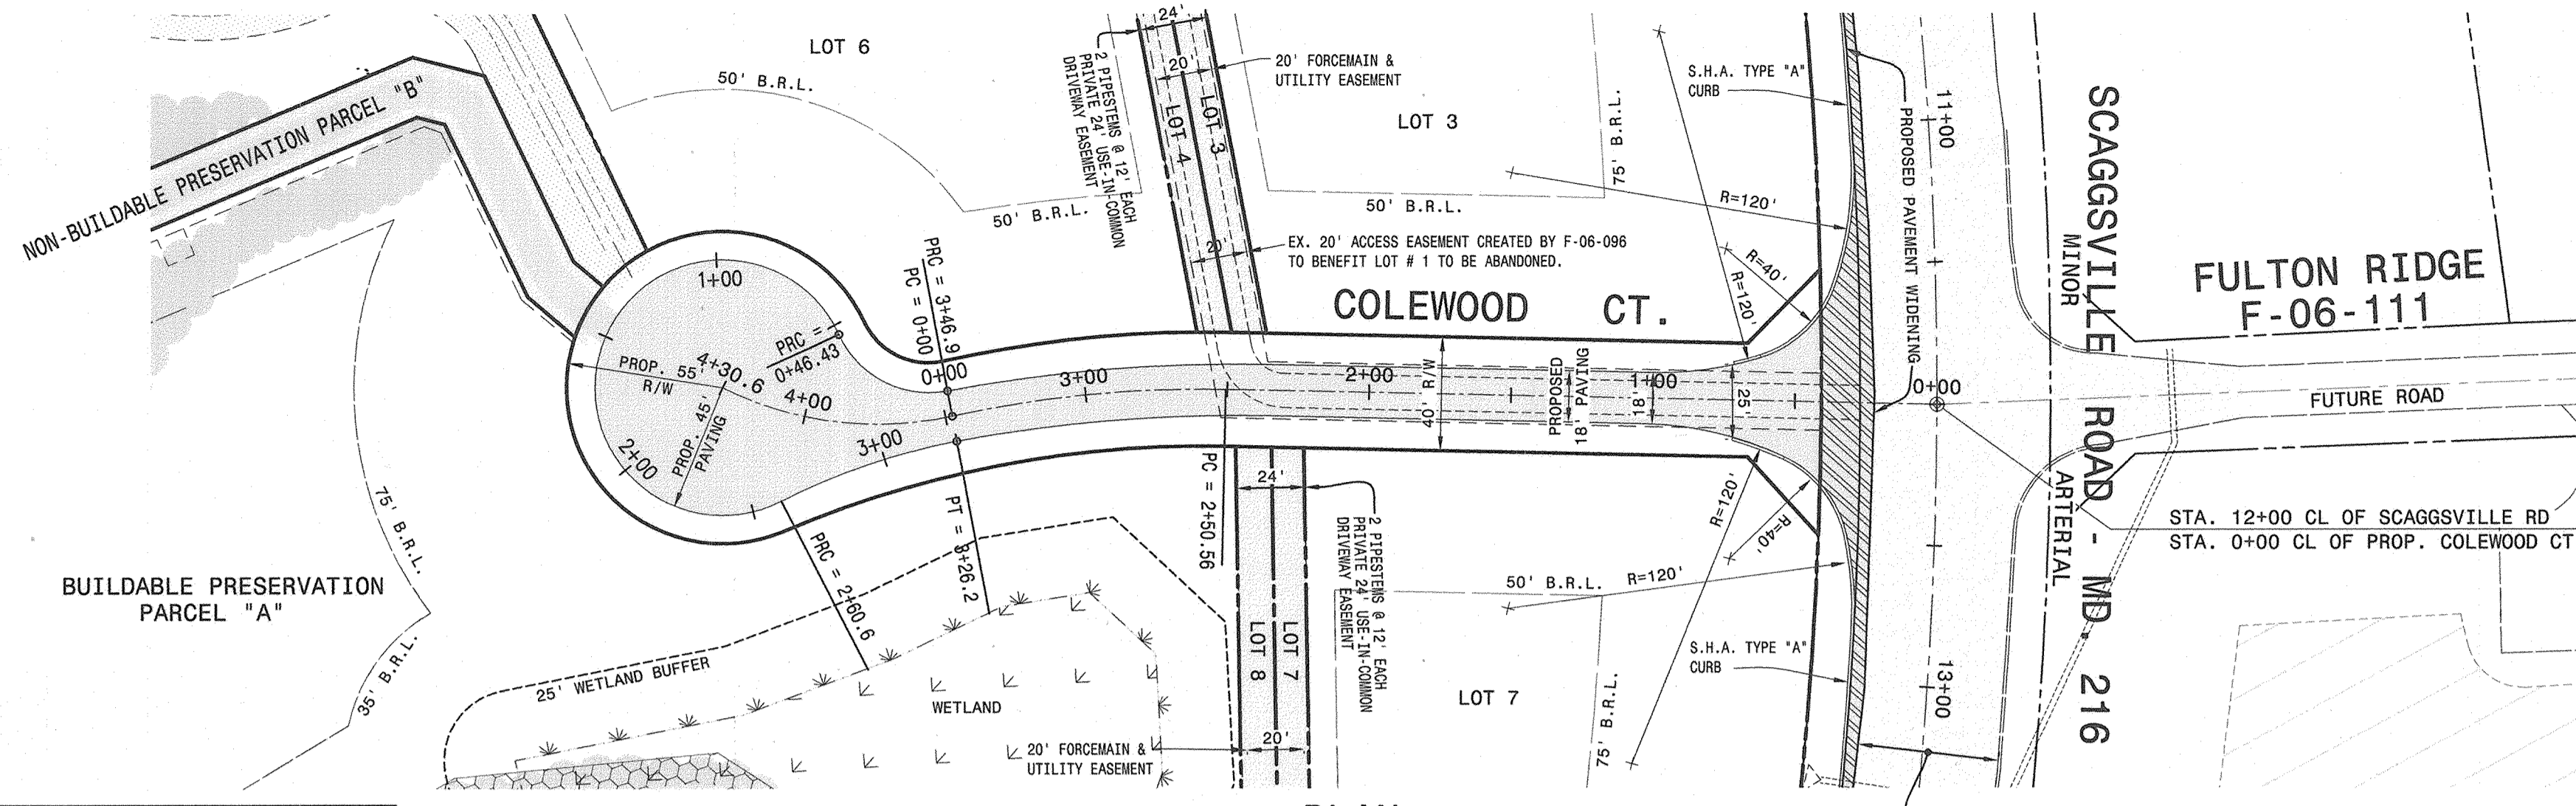 LOT 6
50' B.R.L.
NON-BUILDABLE PRESERVATION PARCEL "B"
24'
2 PIPESTEMS @ 12' EACH
PRIVATE 24' USE-IN-COMMON
DRIVEWAY EASEMENT
20'
LOT 4
LOT 3
20' FORCEMAIN &
UTILITY EASEMENT
LOT 3
75' B.R.L.
50' B.R.L.
50' B.R.L.
20'
EX. 20' ACCESS EASEMENT CREATED BY F-06-096
TO BENEFIT LOT # 1 TO BE ABANDONED.
S.H.A. TYPE "A"
CURB
R=120'
R=40'
R=120'
PROPOSED PAVEMENT WIDENING
11+00
SCAGGSVILLE ROAD - MD. 216
MINOR
ARTERIAL
FULTON RIDGE
F-06-111
COLEWOOD CT.
1+00
PRC =
0+46.43
PRC = 3+46.9
PC = 0+00
0+00
PROP. 55'
R/W
4+30.6
4+00
PROP. 45'
PAVING
2+00
3+00
3+00
2+00
40' R/W
PROPOSED
18' PAVING
1+00
18'
25'
0+00
FUTURE ROAD
PRC = 2+60.6
PT = 3+26.2
PC = 2+50.56
24'
2 PIPESTEMS @ 12' EACH
PRIVATE 24' USE-IN-COMMON
DRIVEWAY EASEMENT
R=120'
R=40'
R=120'
50' B.R.L.
STA. 12+00 CL OF SCAGGSVILLE RD
STA. 0+00 CL OF PROP. COLEWOOD CT
75' B.R.L.
BUILDABLE PRESERVATION
PARCEL "A"
35' B.R.L.
25' WETLAND BUFFER
WETLAND
LOT 8
LOT 7
LOT 7
75' B.R.L.
S.H.A. TYPE "A"
CURB
13+00
20' FORCEMAIN &
UTILITY EASEMENT
20'